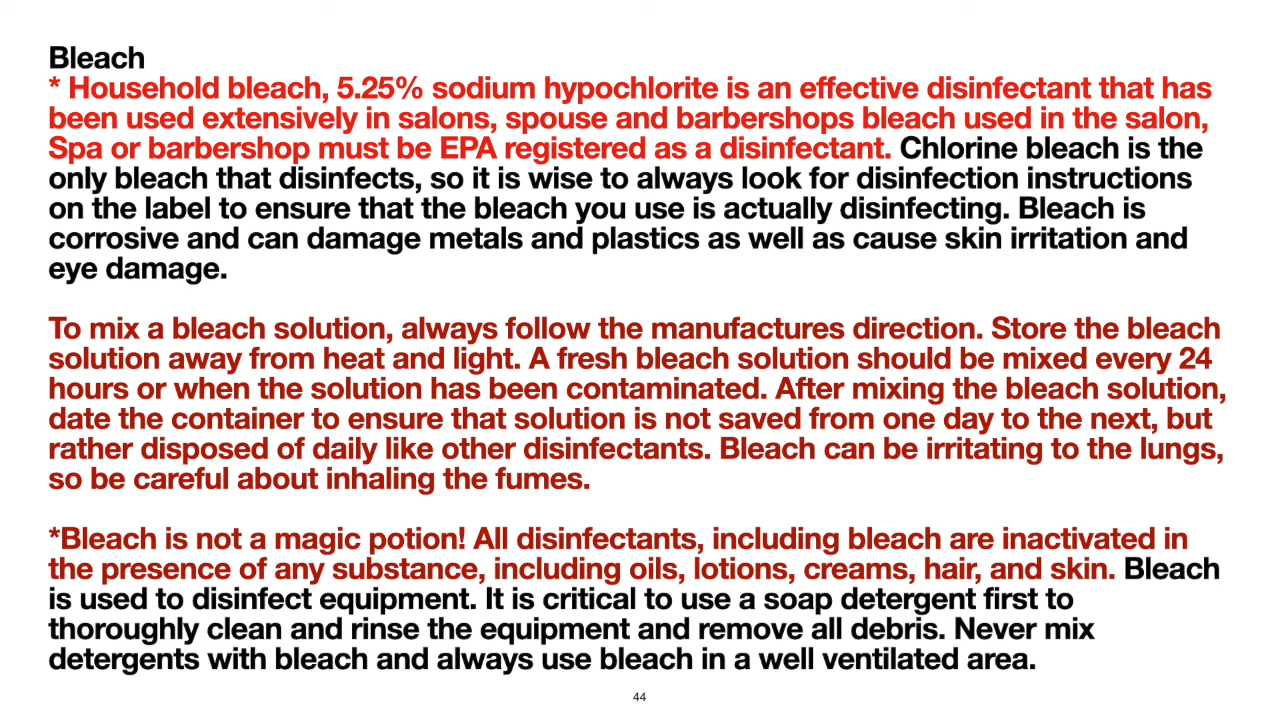 Bleach
* Household bleach, 5.25% sodium hypochlorite is an effective disinfectant that has
been used extensively in salons, spouse and barbershops bleach used in the salon,
Spa or barbershop must be EPA registered as a disinfectant. Chlorine bleach is the
only bleach that disinfects, so it is wise to always look for disinfection instructions
on the label to ensure that the bleach you use is actually disinfecting. Bleach is
corrosive and can damage metals and plastics as well as cause skin irritation and
eye damage.
To mix a bleach solution, always follow the manufactures direction. Store the bleach
solution away from heat and light. A fresh bleach solution should be mixed every 24
hours or when the solution has been contaminated. After mixing the bleach solution,
date the container to ensure that solution is not saved from one day to the next, but
rather disposed of daily like other disinfectants. Bleach can be irritating to the lungs,
so be careful about inhaling the fumes.
*Bleach is not a magic potion! All disinfectants, including bleach are inactivated in
the presence of any substance, including oils, lotions, creams, hair, and skin. Bleach
is used to disinfect equipment. It is critical to use a soap detergent first to
thoroughly clean and rinse the equipment and remove all debris. Never mix
detergents with bleach and always use bleach in a well ventilated area.
44